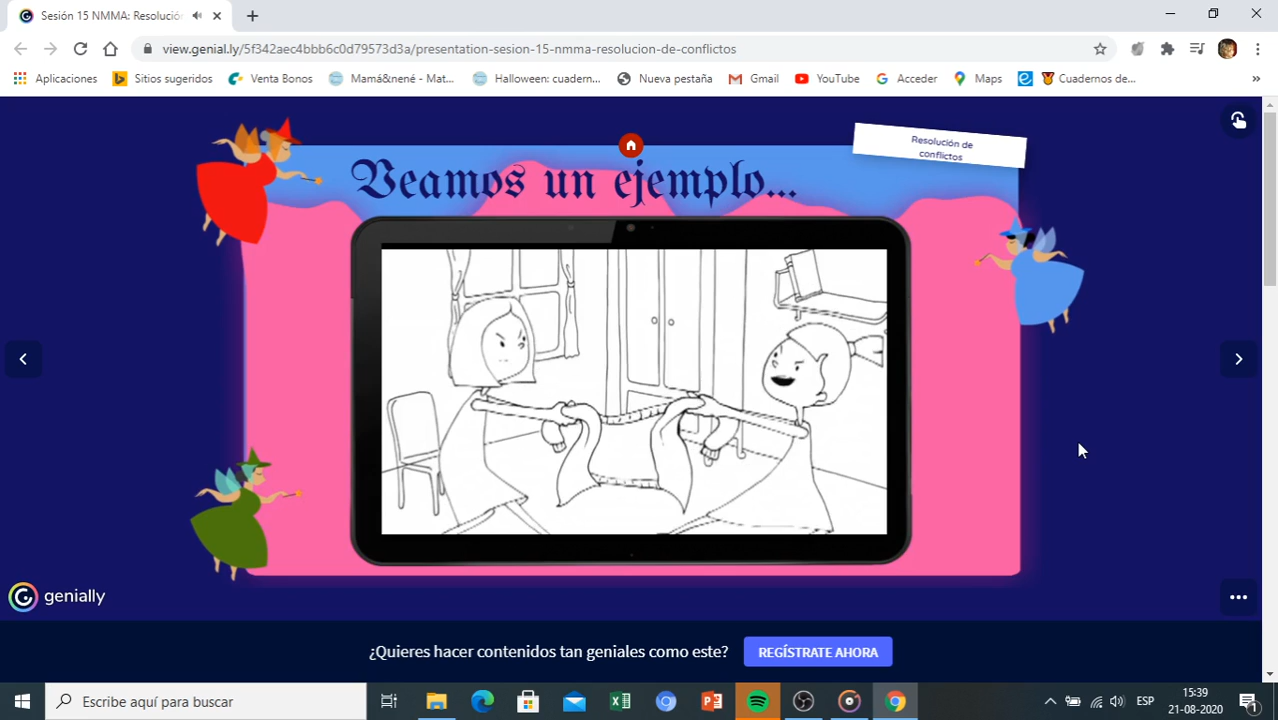 Sesión 15 NMMA: Resolució
view.genial.ly/5f342aec4bbb6c0d79573d3a/presentation-sesion-15-nmma-resolucion-de-conflictos
Aplicaciones
Sitios sugeridos
Venta Bonos
Mamá&nené - Mat...
Halloween: cuadern...
Nueva pestaña
Gmail
YouTube
Acceder
Maps
Cuadernos de...
»
Resolución de
conflictos
Veamos un ejemplo...
genially
¿Quieres hacer contenidos tan geniales como este?
REGÍSTRATE AHORA
Escribe aquí para buscar
ESP
15:39
21-08-2020
1